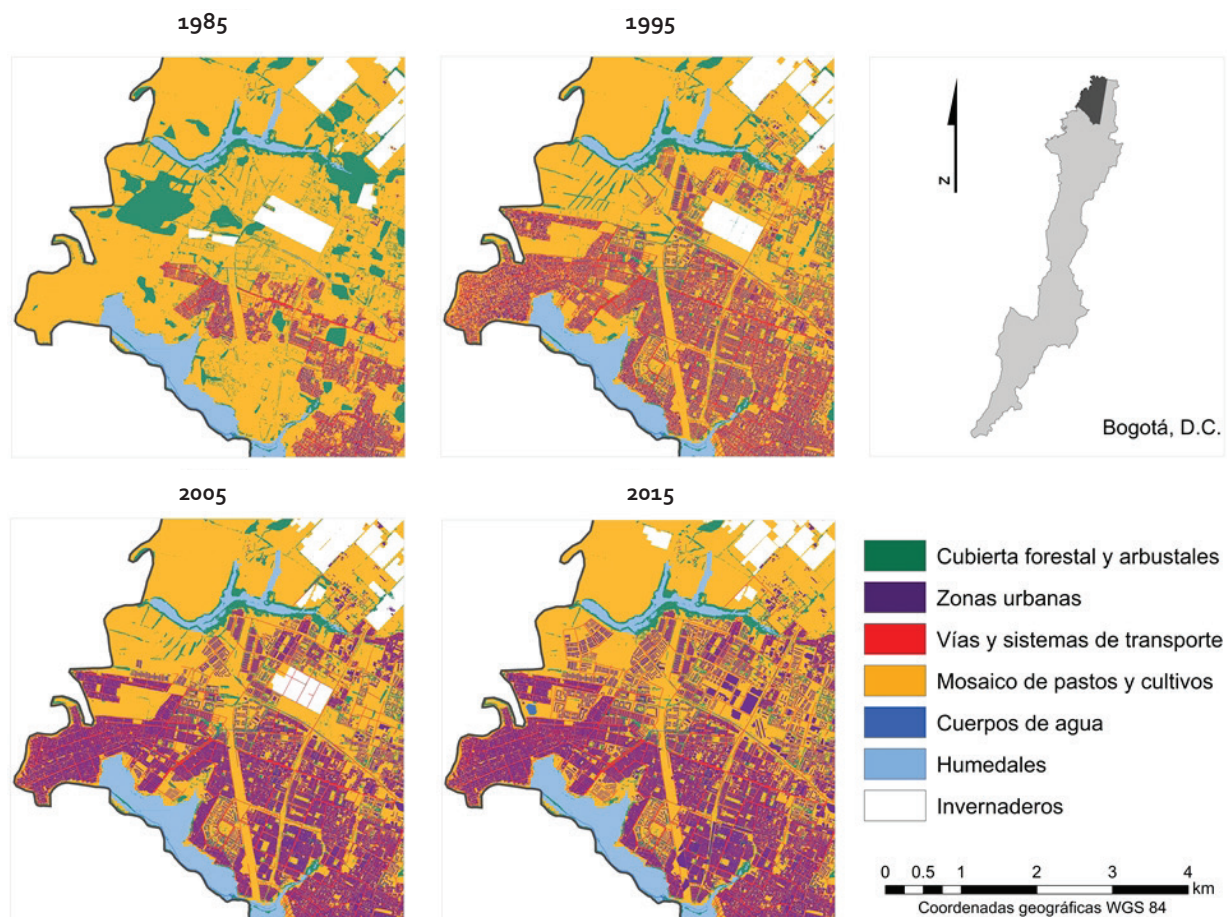 1985
1995
N
Bogotá, D.C.
2005
2015
Cubierta forestal y arbustales
Zonas urbanas
Vías y sistemas de transporte
Mosaico de pastos y cultivos
Cuerpos de agua
Humedales
Invernaderos
0 0.5 1 2 3 4
km
Coordenadas geográficas WGS 84